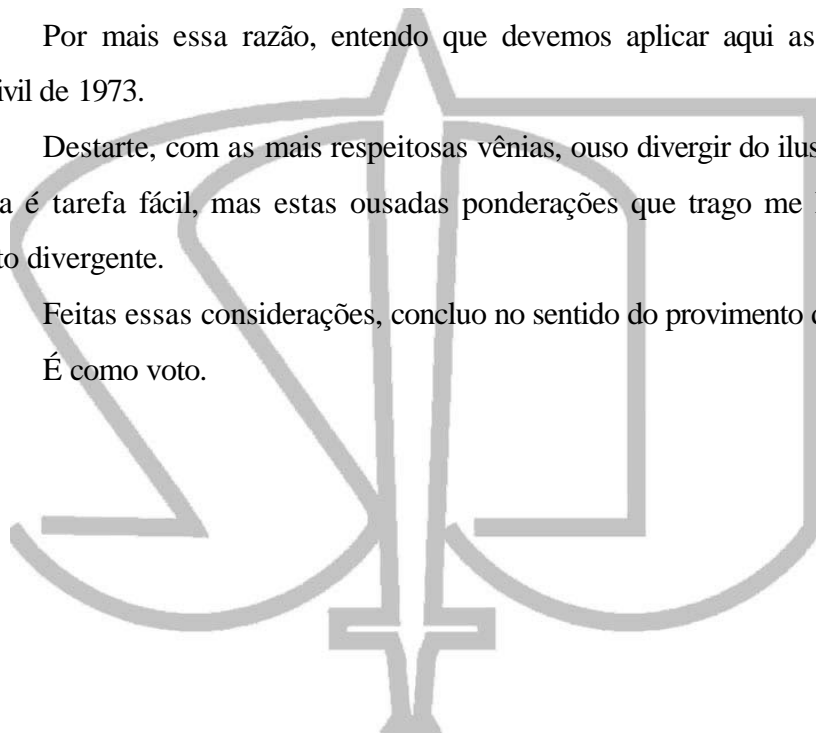 Por mais essa razão, entendo que devemos aplicar aqui as
ivil de 1973.
Destarte, com as mais respeitosas vênias, ouso divergir do ilus
a é tarefa fácil, mas estas ousadas ponderações que trago me
to divergente.
Feitas essas considerações, concluo no sentido do provimento
É como voto.